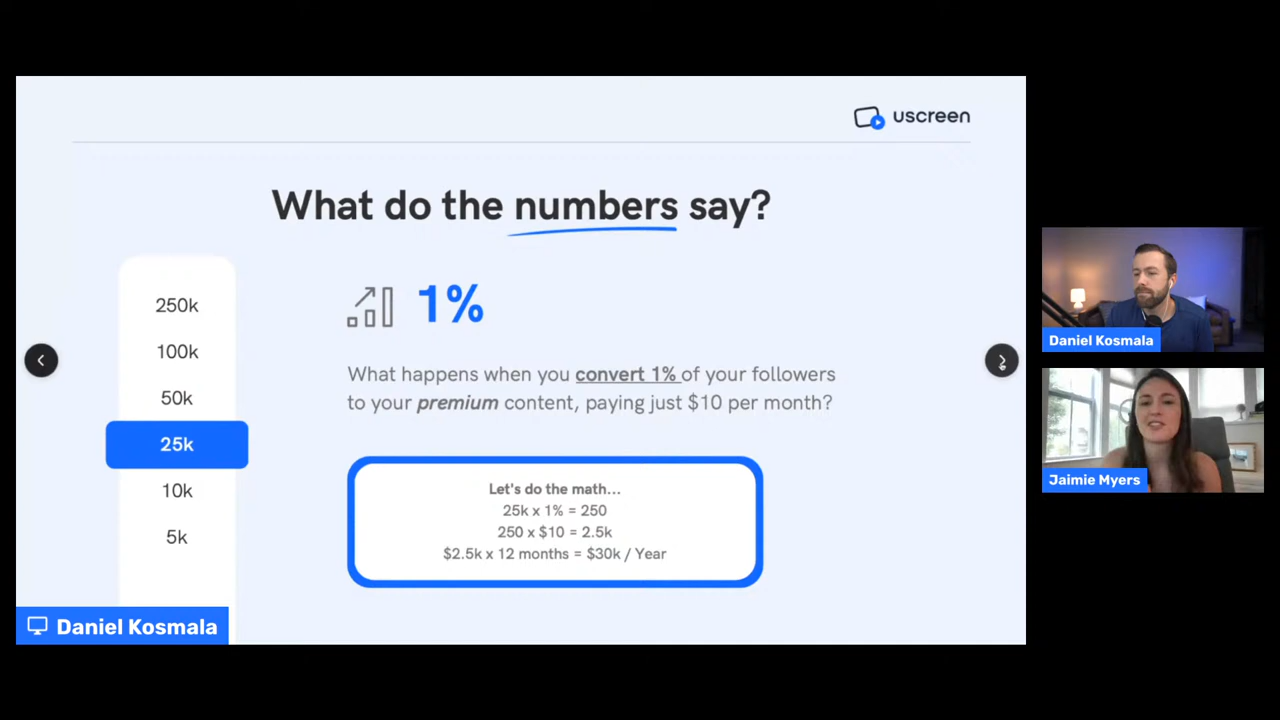 uscreen
What do the numbers say?
250k
100k
50k
25k
10k
5k
1%
What happens when you convert 1% of your followers
to your premium content, paying just $10 per month?
Let's do the math...
25k x 1% = 250
250 x $10 = 2.5k
$2.5k x 12 months = $30k / Year
Daniel Kosmala
Daniel Kosmala
Jaimie Myers